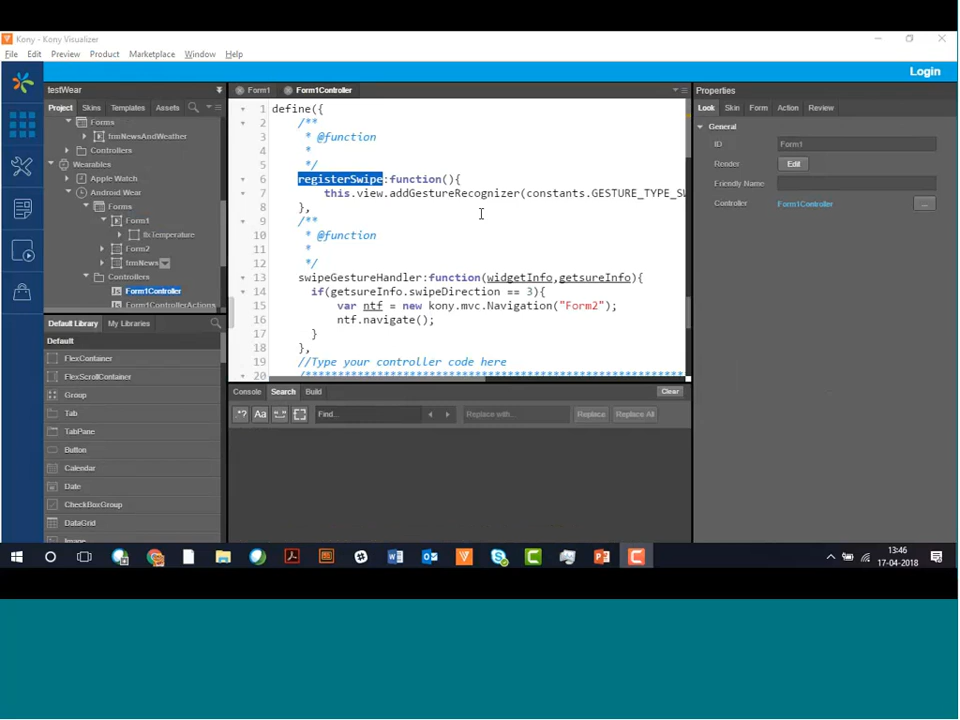 Kony - Kony Visualizer
File Edit Preview Product Marketplace Window Help
Login
testWear
Project Skins Templates Assets
Forms
frmNewsAndWeather
Controllers
Wearables
Apple Watch
Android Wear
Forms
Form1
flxTemperature
Form2
frmNews
Controllers
Form1Controller
Form1ControllerActions
Default Library My Libraries
Default
FlexContainer
FlexScrollContainer
Group
Tab
TabPane
Button
Calendar
Date
CheckBoxGroup
DataGrid
Image
Form1 Form1Controller
1 define({
2 /**
3 * @function
4 *
5 */
6 registerSwipe:function(){
7 this.view.addGestureRecognizer(constants.GESTURE_TYPE_SW
8 },
9 /**
10 * @function
11 *
12 */
13 swipeGestureHandler:function(widgetInfo,getsureInfo){
14 if(getsureInfo.swipeDirection == 3){
15 var ntf = new kony.mvc.Navigation("Form2");
16 ntf.navigate();
17 }
18 },
19 //Type your controller code here
20
Console Search Build Clear
.*? Aa Find... Replace with... Replace Replace All
Properties
Look Skin Form Action Review
General
ID Form1
Render Edit
Friendly Name
Controller Form1Controller ...
13:46
17-04-2018